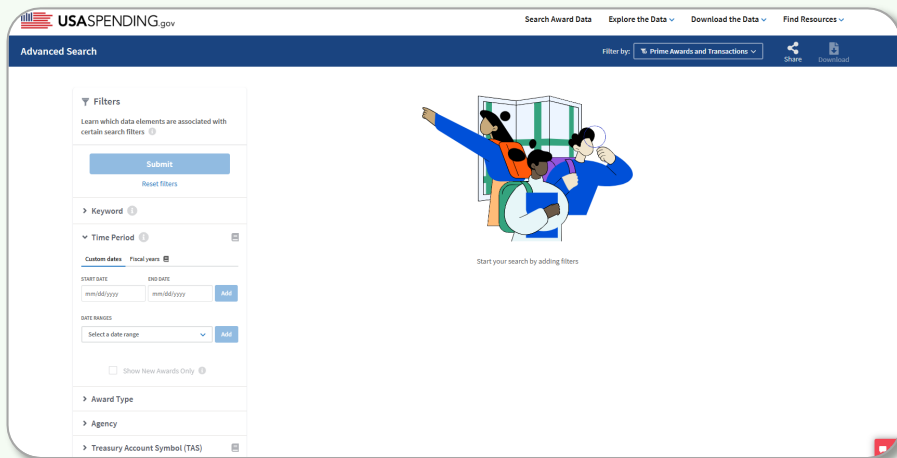 USASPENDING.gov
Search Award Data Explore the Data Download the Data Find Resources
Advanced Search
Filter by: Prime Awards and Transactions
Share Download
Filters
Learn which data elements are associated with
certain search filters
Submit
Reset filters
Keyword
Time Period
Custom dates Fiscal years
START DATE END DATE
mm/dd/yyyy mm/dd/yyyy Add
DATE RANGES
Select a date range Add
Show New Awards Only
Award Type
Agency
Treasury Account Symbol (TAS)
Start your search by adding filters